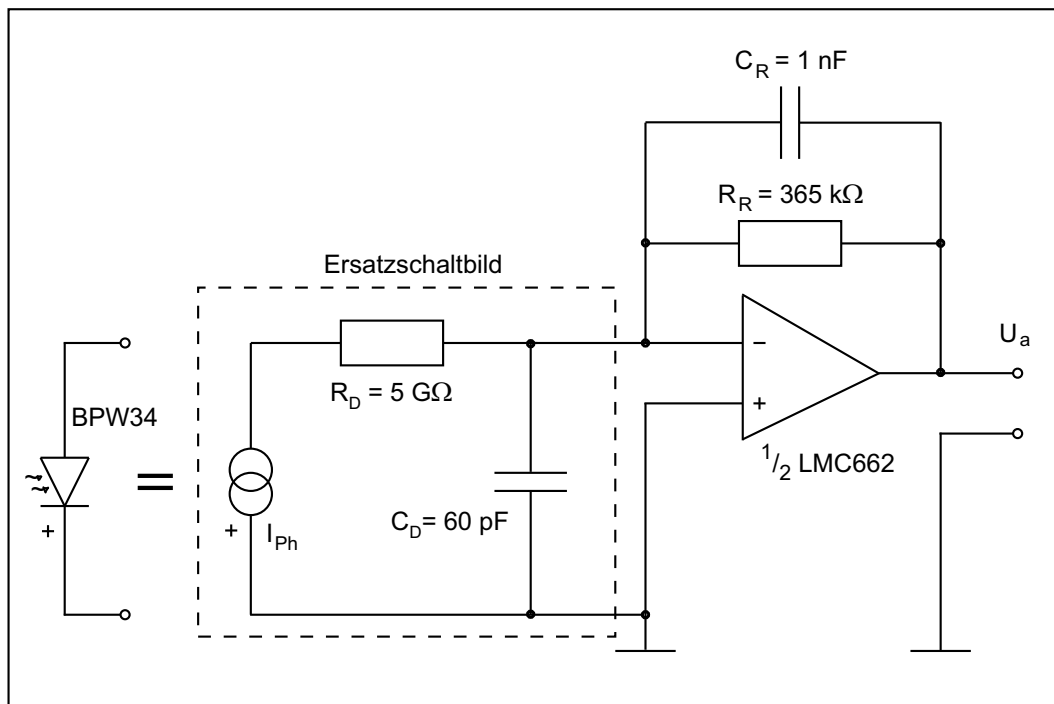 C_R = 1 nF
R_R = 365 kΩ
Ersatzschaltbild
R_D = 5 GΩ
U_a
BPW34
1/2 LMC662
C_D= 60 pF
I_Ph
+
+
−
+